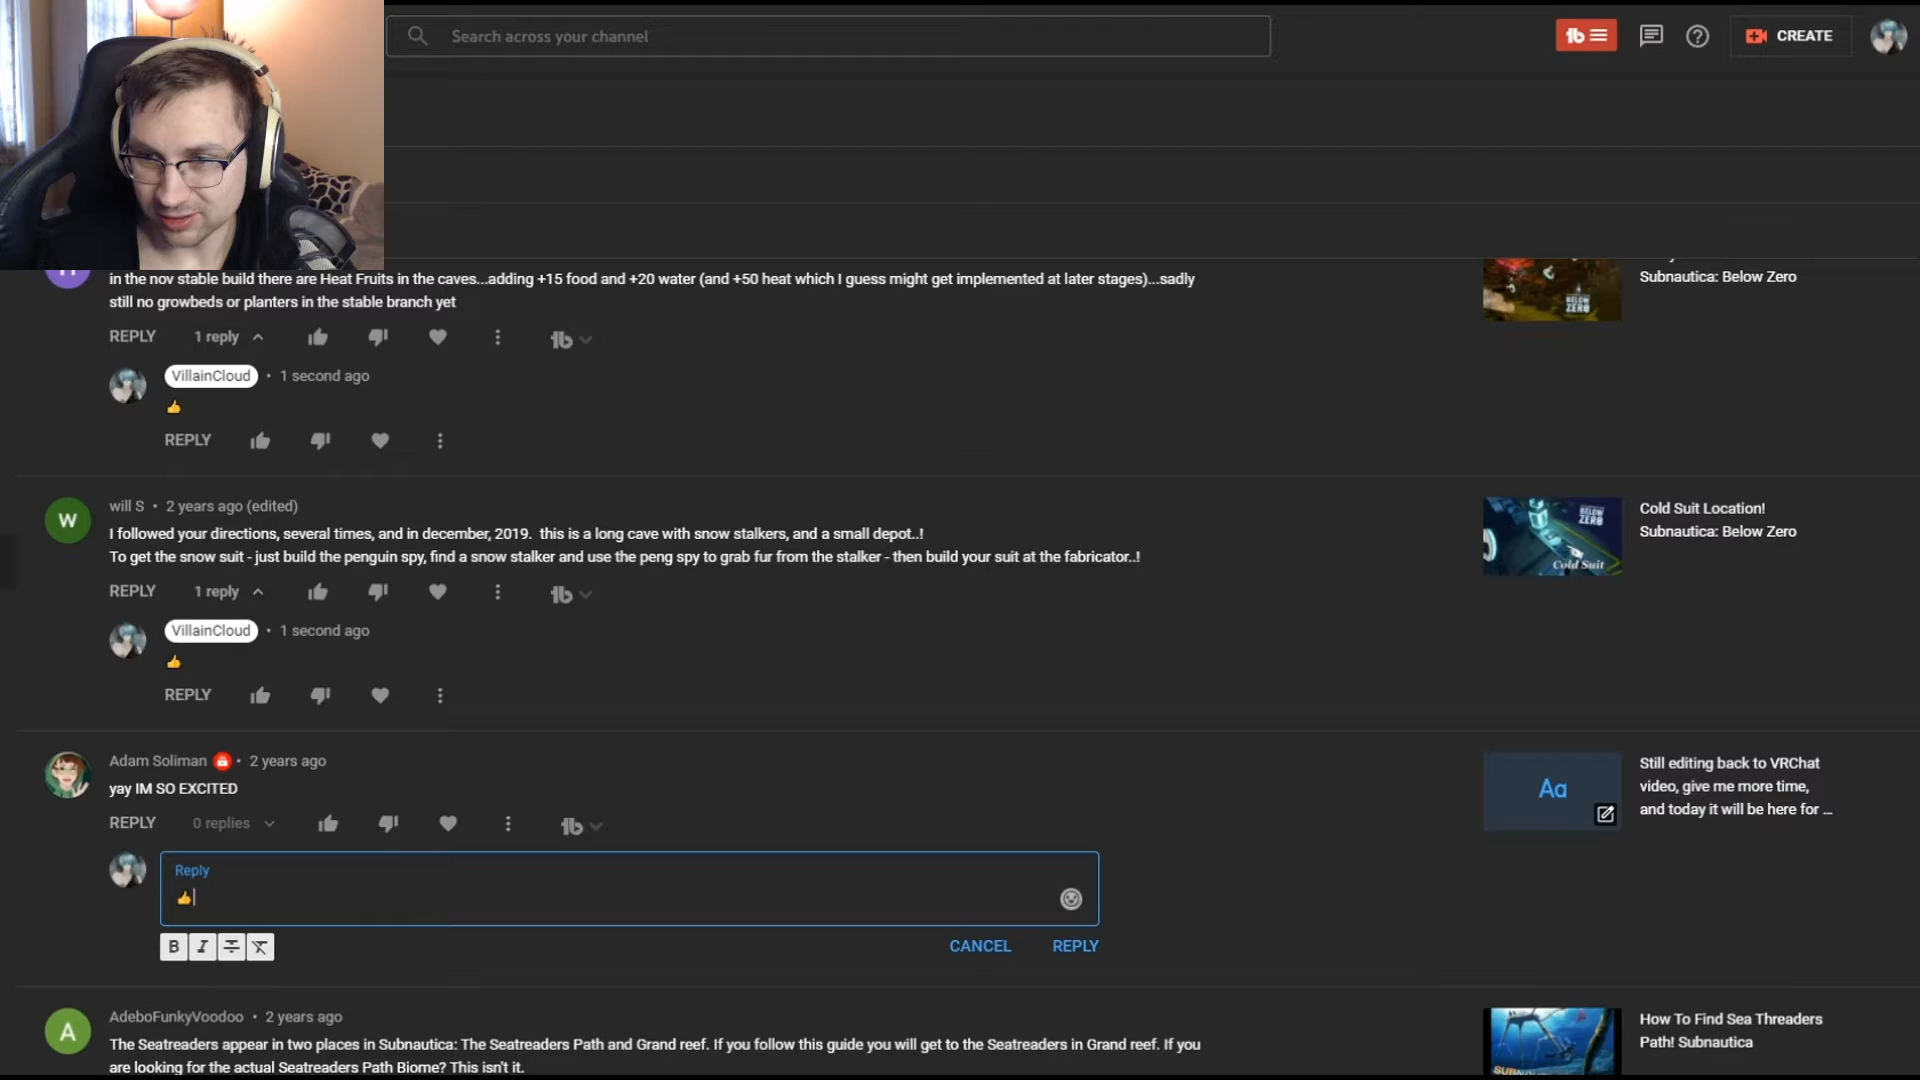 Search across your channel
CREATE
in the nov stable build there are Heat Fruits in the caves...adding +15 food and +20 water (and +50 heat which I guess might get implemented at later stages)...sadly
still no growbeds or planters in the stable branch yet
Subnautica: Below Zero
BELOW
ZERO
REPLY 1 reply
VillainCloud • 1 second ago
👍
REPLY
W
will S • 2 years ago (edited)
I followed your directions, several times, and in december, 2019. this is a long cave with snow stalkers, and a small depot..!
To get the snow suit - just build the penguin spy, find a snow stalker and use the peng spy to grab fur from the stalker - then build your suit at the fabricator..!
BELOW
ZERO
Cold Suit
Cold Suit Location!
Subnautica: Below Zero
REPLY 1 reply
VillainCloud • 1 second ago
👍
REPLY
Adam Soliman • 2 years ago
yay IM SO EXCITED
Aa
Still editing back to VRChat
video, give me more time,
and today it will be here for ...
REPLY 0 replies
Reply
👍
B I
CANCEL REPLY
A
AdeboFunkyVoodoo • 2 years ago
The Seatreaders appear in two places in Subnautica: The Seatreaders Path and Grand reef. If you follow this guide you will get to the Seatreaders in Grand reef. If you
are looking for the actual Seatreaders Path Biome? This isn't it.
How To Find Sea Threaders
Path! Subnautica